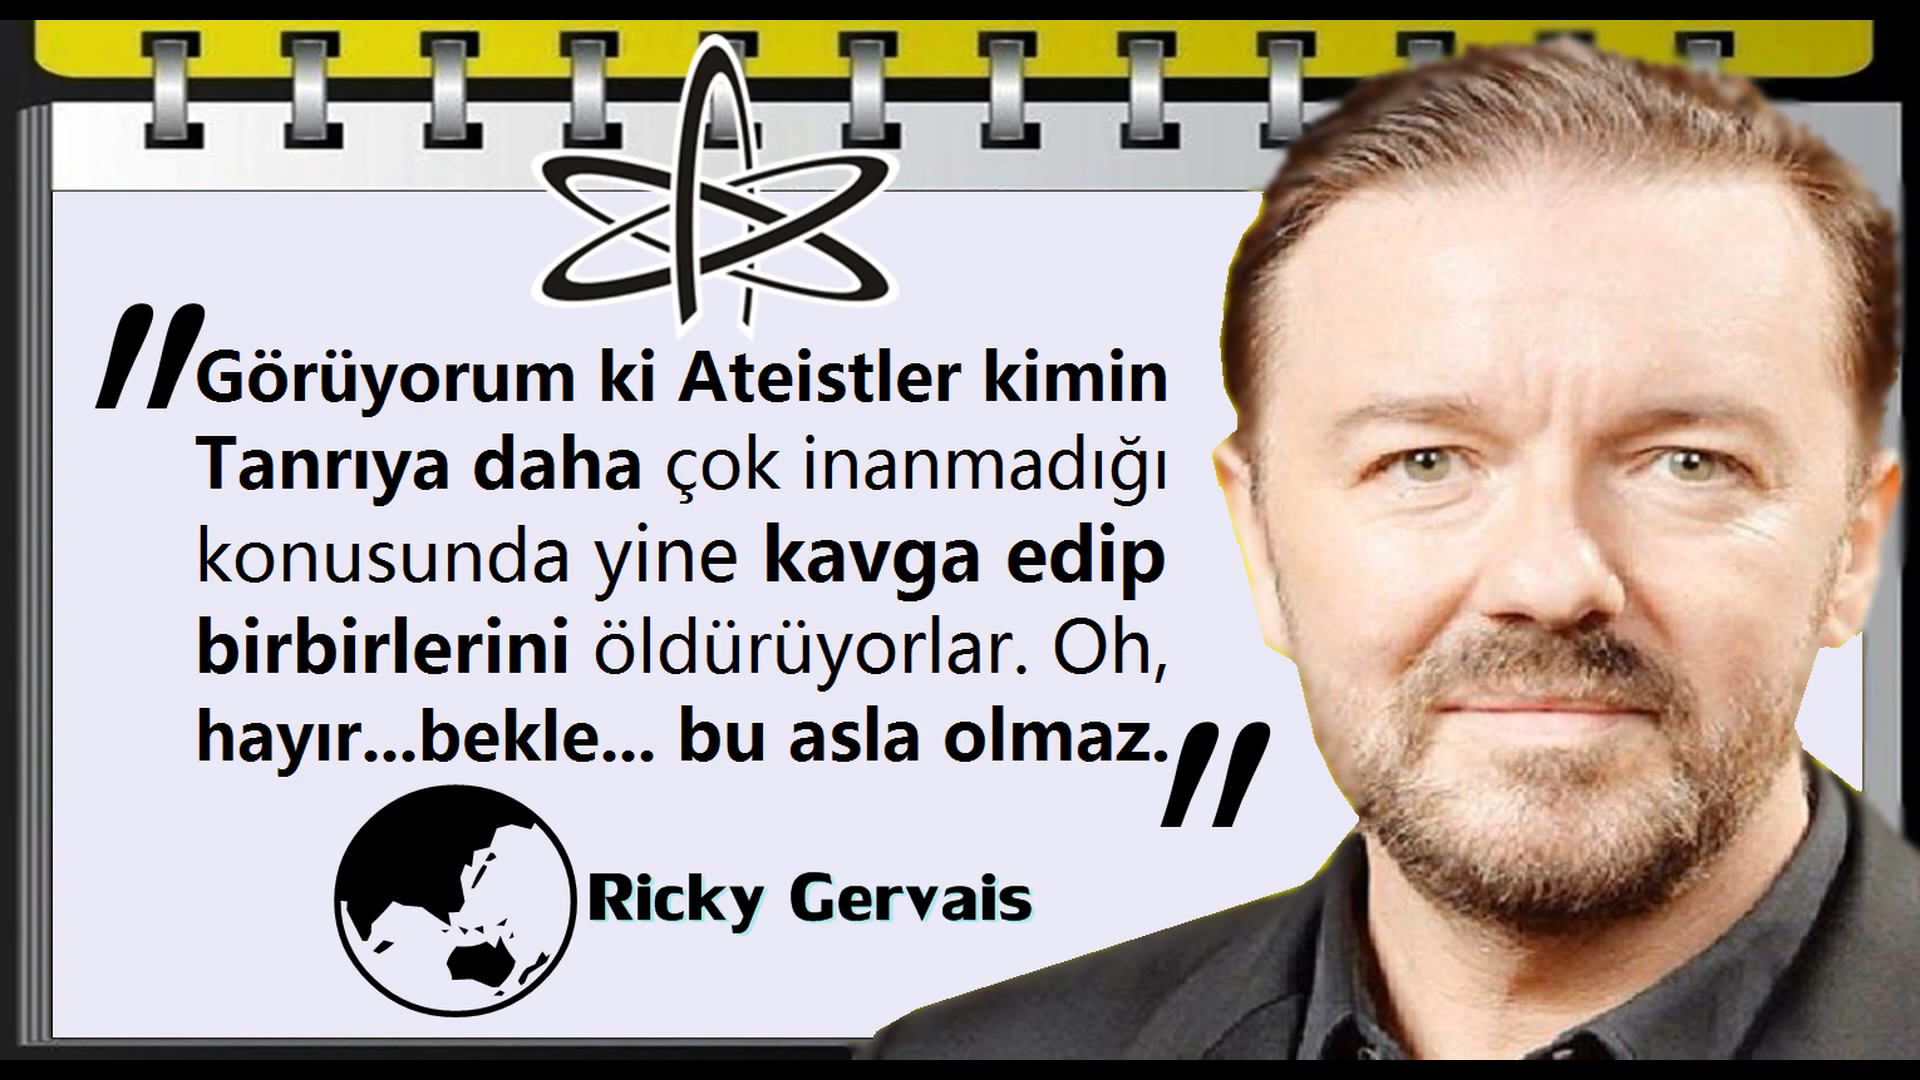 "Görüyorum ki Ateistler kimin
Tanrıya daha çok inanmadığı
konusunda yine kavga edip
birbirlerini öldürüyorlar. Oh,
hayır...bekle... bu asla olmaz."
Ricky Gervais